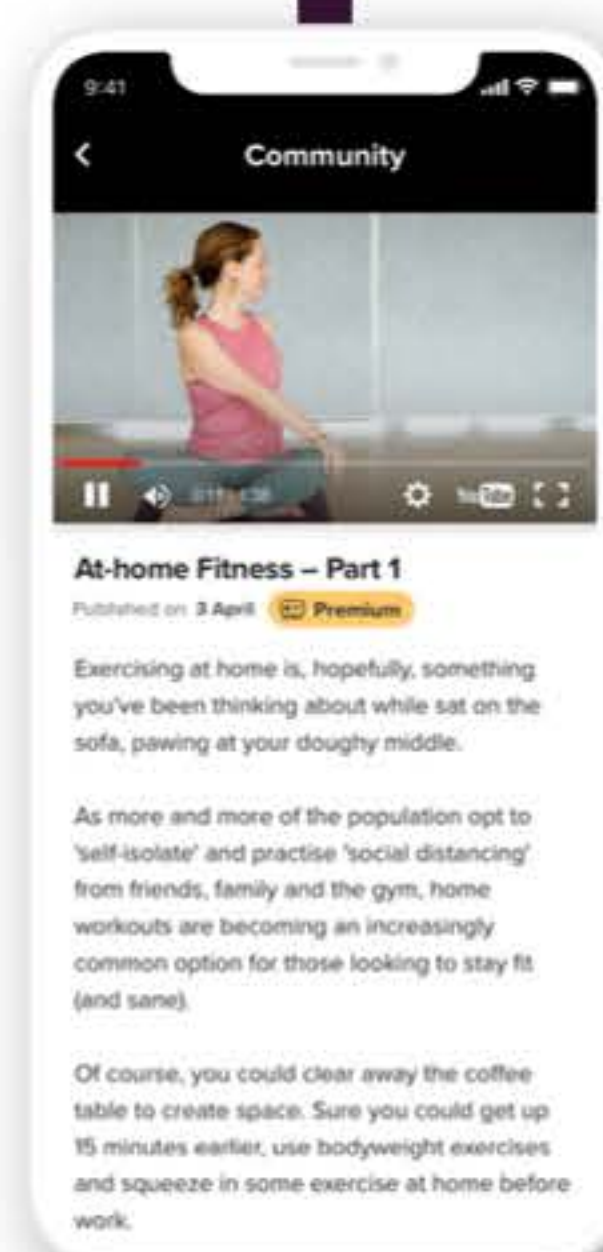 9:41
Community
YouTube
At-home Fitness – Part 1
Published on 3 April Premium
Exercising at home is, hopefully, something
you've been thinking about while sat on the
sofa, pawing at your doughy middle.
As more and more of the population opt to
'self-isolate' and practise 'social distancing'
from friends, family and the gym, home
workouts are becoming an increasingly
common option for those looking to stay fit
(and sane).
Of course, you could clear away the coffee
table to create space. Sure you could get up
15 minutes earlier, use bodyweight exercises
and squeeze in some exercise at home before
work.